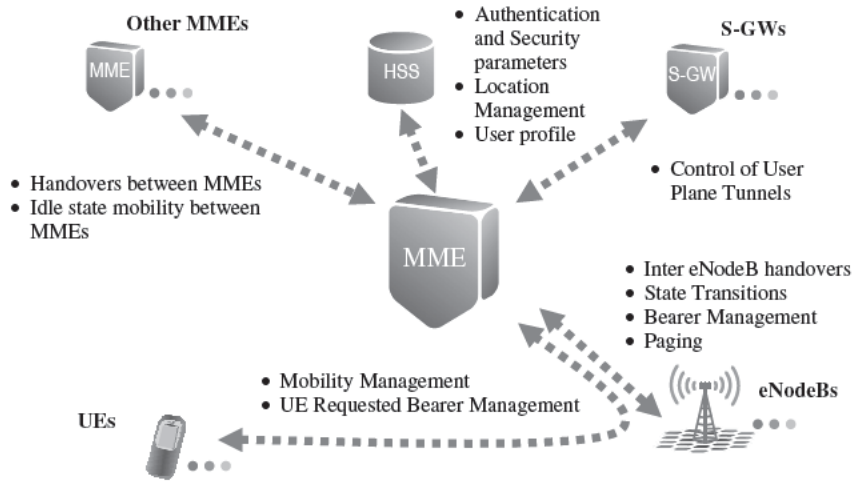 Other MMEs
MME
• Handovers between MMEs
• Idle state mobility between
MMEs
HSS
• Authentication
and Security
parameters
• Location
Management
• User profile
S-GWs
S-GW
• Control of User
Plane Tunnels
MME
• Inter eNodeB handovers
• State Transitions
• Bearer Management
• Paging
eNodeBs
• Mobility Management
• UE Requested Bearer Management
UEs